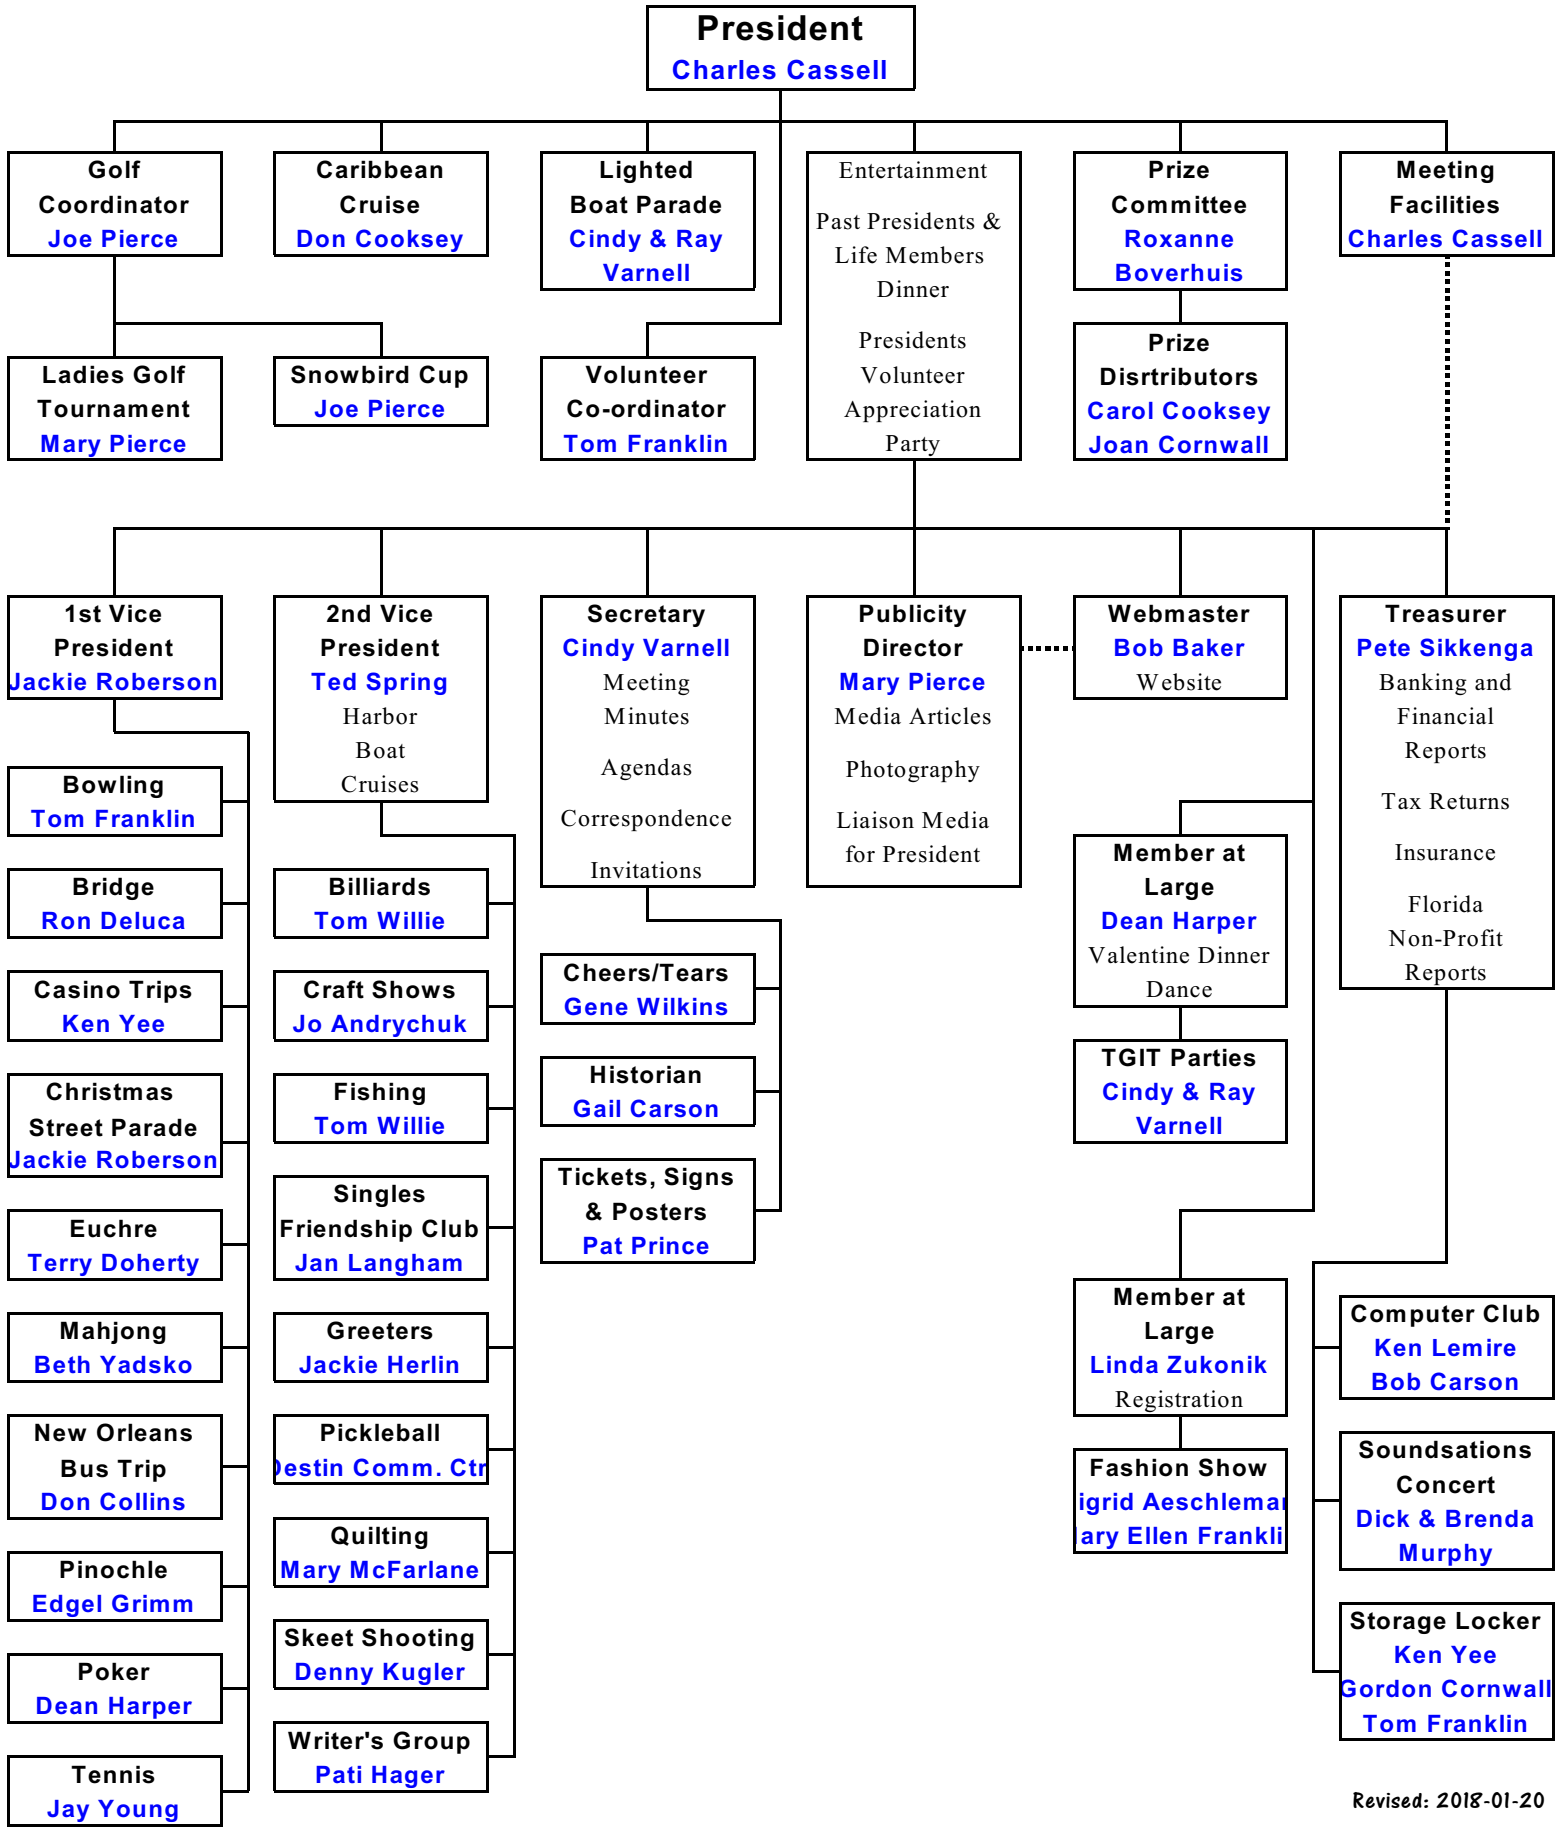 President
Charles Cassell
Golf
Coordinator
Joe Pierce
Caribbean
Cruise
Don Cooksey
Lighted
Boat Parade
Cindy & Ray
Varnell
Entertainment
Past Presidents &
Life Members
Dinner
Presidents
Volunteer
Appreciation
Party
Prize
Committee
Roxanne
Boverhuis
Meeting
Facilities
Charles Cassell
Ladies Golf
Tournament
Mary Pierce
Snowbird Cup
Joe Pierce
Volunteer
Co-ordinator
Tom Franklin
Prize
Disrtributors
Carol Cooksey
Joan Cornwall
1st Vice
President
Jackie Roberson
2nd Vice
President
Ted Spring
Harbor
Boat
Cruises
Secretary
Cindy Varnell
Meeting
Minutes
Agendas
Correspondence
Invitations
Publicity
Director
Mary Pierce
Media Articles
Photography
Liaison Media
for President
Webmaster
Bob Baker
Website
Treasurer
Pete Sikkenga
Banking and
Financial
Reports
Tax Returns
Insurance
Florida
Non-Profit
Reports
Bowling
Tom Franklin
Bridge
Ron Deluca
Casino Trips
Ken Yee
Christmas
Street Parade
Jackie Roberson
Euchre
Terry Doherty
Mahjong
Beth Yadsko
New Orleans
Bus Trip
Don Collins
Pinochle
Edgel Grimm
Poker
Dean Harper
Tennis
Jay Young
Billiards
Tom Willie
Craft Shows
Jo Andrychuk
Fishing
Tom Willie
Singles
Friendship Club
Jan Langham
Greeters
Jackie Herlin
Pickleball
Destin Comm. Ctr
Quilting
Mary McFarlane
Skeet Shooting
Denny Kugler
Writer's Group
Pati Hager
Cheers/Tears
Gene Wilkins
Historian
Gail Carson
Tickets, Signs
& Posters
Pat Prince
Member at
Large
Dean Harper
Valentine Dinner
Dance
TGIT Parties
Cindy & Ray
Varnell
Member at
Large
Linda Zukonik
Registration
Fashion Show
igrid Aeschleman
ary Ellen Frankli
Computer Club
Ken Lemire
Bob Carson
Soundsations
Concert
Dick & Brenda
Murphy
Storage Locker
Ken Yee
Gordon Cornwall
Tom Franklin
Revised: 2018-01-20